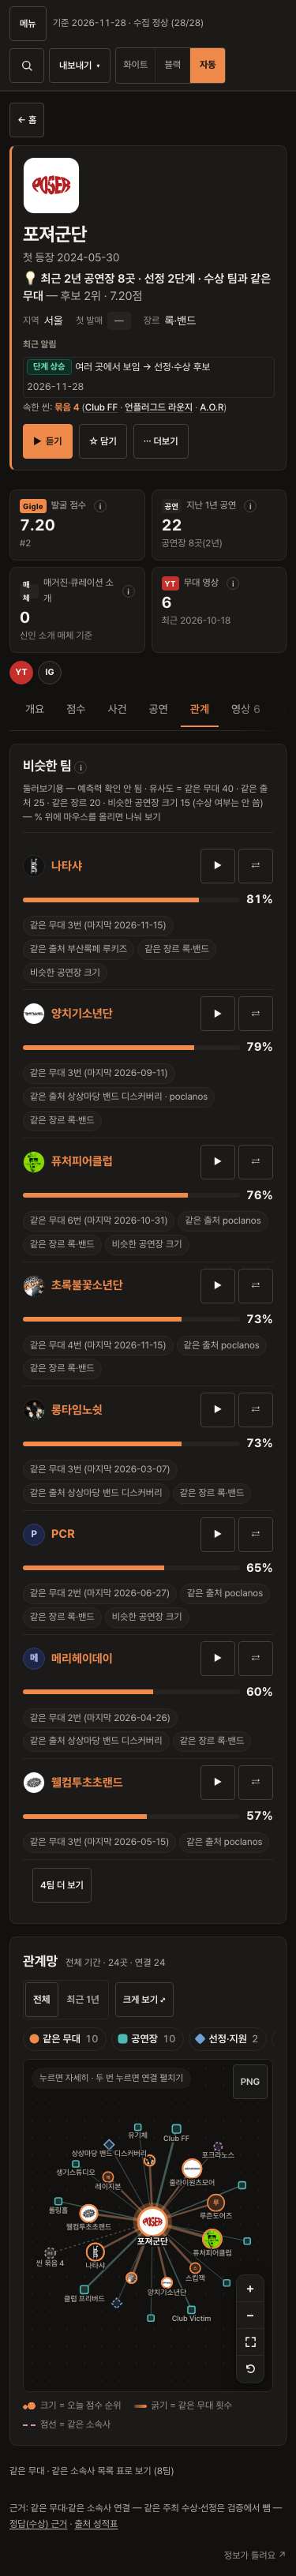 메뉴 기준 2026-11-28 · 수집 정상 (28/28)
내보내기 ▾ 화이트 블랙 자동
← 홈
POSER
포져군단
첫 등장 2024-05-30
💡 최근 2년 공연장 8곳 · 선정 2단계 · 수상 팀과 같은
무대 — 후보 2위 · 7.20점
지역 서울 첫 발매 — 장르 록·밴드
최근 알림
단계 상승 여러 곳에서 보임 → 선정·수상 후보
2026-11-28
속한 씬: 묶음 4 (Club FF · 언플러그드 라운지 · A.O.R)
▶ 듣기 ☆ 담기 ··· 더보기
Gigle 발굴 점수 i
7.20
#2
공연 지난 1년 공연 i
22
공연장 8곳(2년)
매체 매거진·큐레이션 소개 i
0
신인 소개 매체 기준
YT 무대 영상 i
6
최근 2026-10-18
YT IG
개요 점수 사건 공연 관계 영상 6
비슷한 팀 i
둘러보기용 — 예측력 확인 안 됨 · 유사도 = 같은 무대 40 · 같은 출
처 25 · 같은 장르 20 · 비슷한 공연장 크기 15 (수상 여부는 안 씀)
— % 위에 마우스를 올리면 나눠 보기
나타샤 ▶ ⇄
81%
같은 무대 3번 (마지막 2026-11-15)
같은 출처 부산록페 루키즈 같은 장르 록·밴드
비슷한 공연장 크기
양치기소년단 ▶ ⇄
79%
같은 무대 3번 (마지막 2026-09-11)
같은 출처 상상마당 밴드 디스커버리 · poclanos
같은 장르 록·밴드
퓨처피어클럽 ▶ ⇄
76%
같은 무대 6번 (마지막 2026-10-31) 같은 출처 poclanos
같은 장르 록·밴드 비슷한 공연장 크기
초록불꽃소년단 ▶ ⇄
73%
같은 무대 4번 (마지막 2026-11-15) 같은 출처 poclanos
같은 장르 록·밴드
롱타임노쉿 ▶ ⇄
73%
같은 무대 3번 (마지막 2026-03-07)
같은 출처 상상마당 밴드 디스커버리 같은 장르 록·밴드
P PCR ▶ ⇄
65%
같은 무대 2번 (마지막 2026-06-27) 같은 출처 poclanos
같은 장르 록·밴드 비슷한 공연장 크기
메 메리헤이데이 ▶ ⇄
60%
같은 무대 2번 (마지막 2026-04-26)
같은 출처 상상마당 밴드 디스커버리 같은 장르 록·밴드
웰컴투초초랜드 ▶ ⇄
57%
같은 무대 3번 (마지막 2026-05-15) 같은 출처 poclanos
4팀 더 보기
관계망 전체 기간 · 24곳 · 연결 24
전체 최근 1년 크게 보기 ⤢
같은 무대 10 공연장 10 선정·지원 2
누르면 자세히 · 두 번 누르면 연결 펼치기 PNG
유기체
Club FF
상상마당 밴드 디스커버리
포크라노스
생기스튜디오
레이지본
줄라이원츠모어
롤링홀
루즌도어즈
웰컴투초초랜드
포져군단
퓨처피어클럽
씬 묶음 4
나타샤
스킵잭
클럽 프리버드
양치기소년단
Club Victim
+
−
크기 = 오늘 점수 순위 굵기 = 같은 무대 횟수
점선 = 같은 소속사
같은 무대 · 같은 소속사 목록 표로 보기 (8팀)
근거: 같은 무대·같은 소속사 연결 — 같은 주최 수상·선정은 검증에서 뺌 —
정답(수상) 근거 · 출처 성적표
정보가 틀려요 ↗